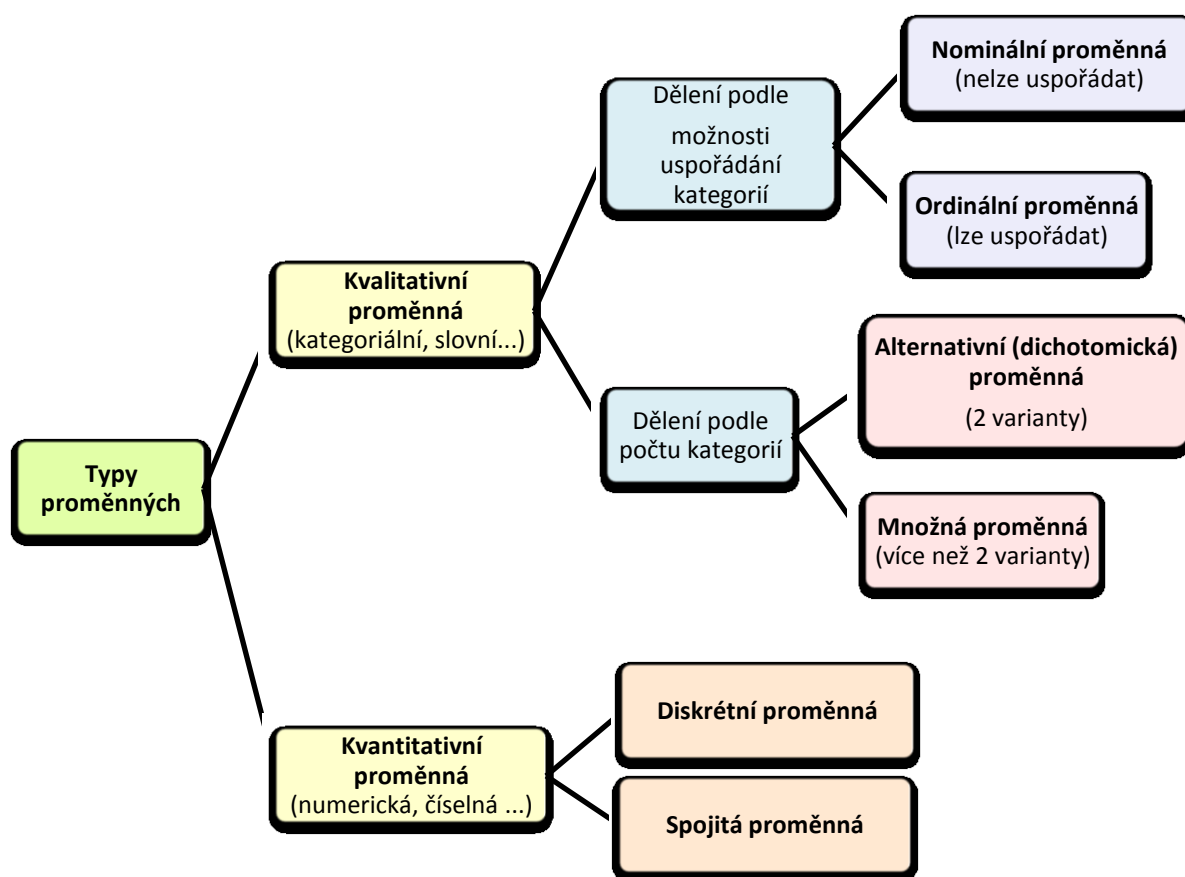 Nominální proměnná
(nelze uspořádat)
Dělení podle
možnosti
uspořádání
kategorií
Ordinální proměnná
(lze uspořádat)
Kvalitativní
proměnná
(kategoriální, slovní...)
Alternativní (dichotomická)
proměnná
(2 varianty)
Dělení podle
počtu kategorií
Typy
proměnných
Množná proměnná
(více než 2 varianty)
Diskrétní proměnná
Kvantitativní
proměnná
(numerická, číselná ...)
Spojitá proměnná